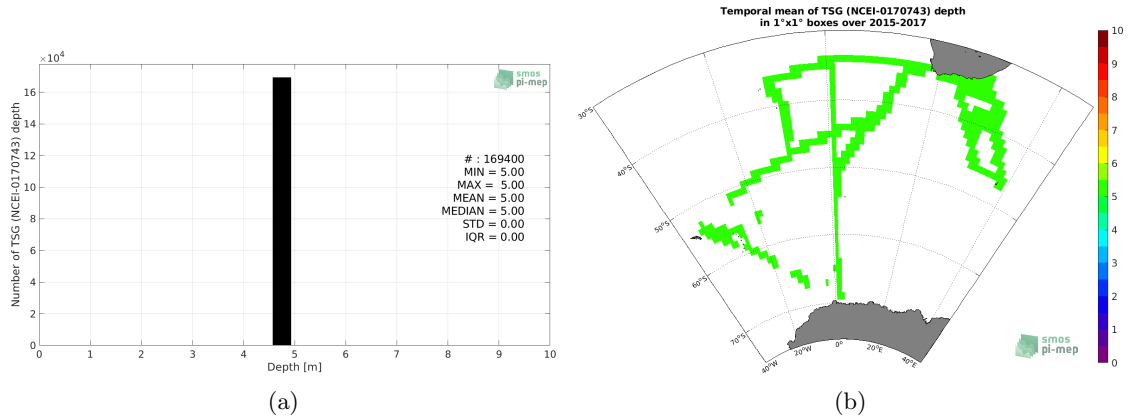 ×10⁴
16
14
12
10
8
6
4
2
0
Number of TSG (NCEI-0170743) depth
0 1 2 3 4 5 6 7 8 9 10
Depth [m]
smos
pi-mep
# : 169400
MIN = 5.00
MAX = 5.00
MEAN = 5.00
MEDIAN = 5.00
STD = 0.00
IQR = 0.00
(a)
Temporal mean of TSG (NCEI-0170743) depth
in 1°x1° boxes over 2015-2017
30°S
40°S
50°S
60°S
70°S
40°W
20°W
0°
20°E
40°E
smos
pi-mep
10
9
8
7
6
5
4
3
2
1
0
(b)